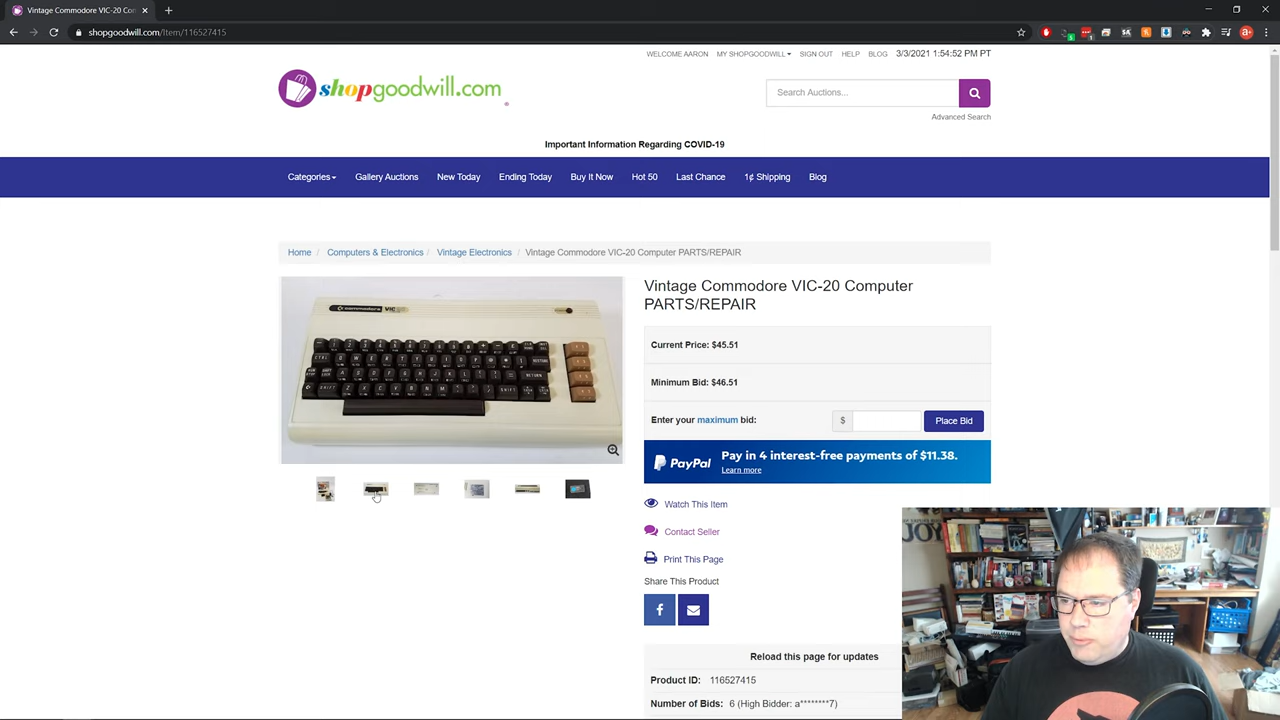 Vintage Commodore VIC-20 Con
shopgoodwill.com/Item/116527415
WELCOME AARON MY SHOPGOODWILL SIGN OUT HELP BLOG 3/3/2021 1:54:52 PM PT
shopgoodwill.com
Search Auctions...
Advanced Search
Important Information Regarding COVID-19
Categories Gallery Auctions New Today Ending Today Buy It Now Hot 50 Last Chance 1¢ Shipping Blog
Home / Computers & Electronics / Vintage Electronics / Vintage Commodore VIC-20 Computer PARTS/REPAIR
commodore VIC
Vintage Commodore VIC-20 Computer
PARTS/REPAIR
Current Price: $45.51
Minimum Bid: $46.51
Enter your maximum bid: $ Place Bid
PayPal Pay in 4 interest-free payments of $11.38.
Learn more
Watch This Item
Contact Seller
Print This Page
Share This Product
Reload this page for updates
Product ID: 116527415
Number of Bids: 6 (High Bidder: a********7)
JOY